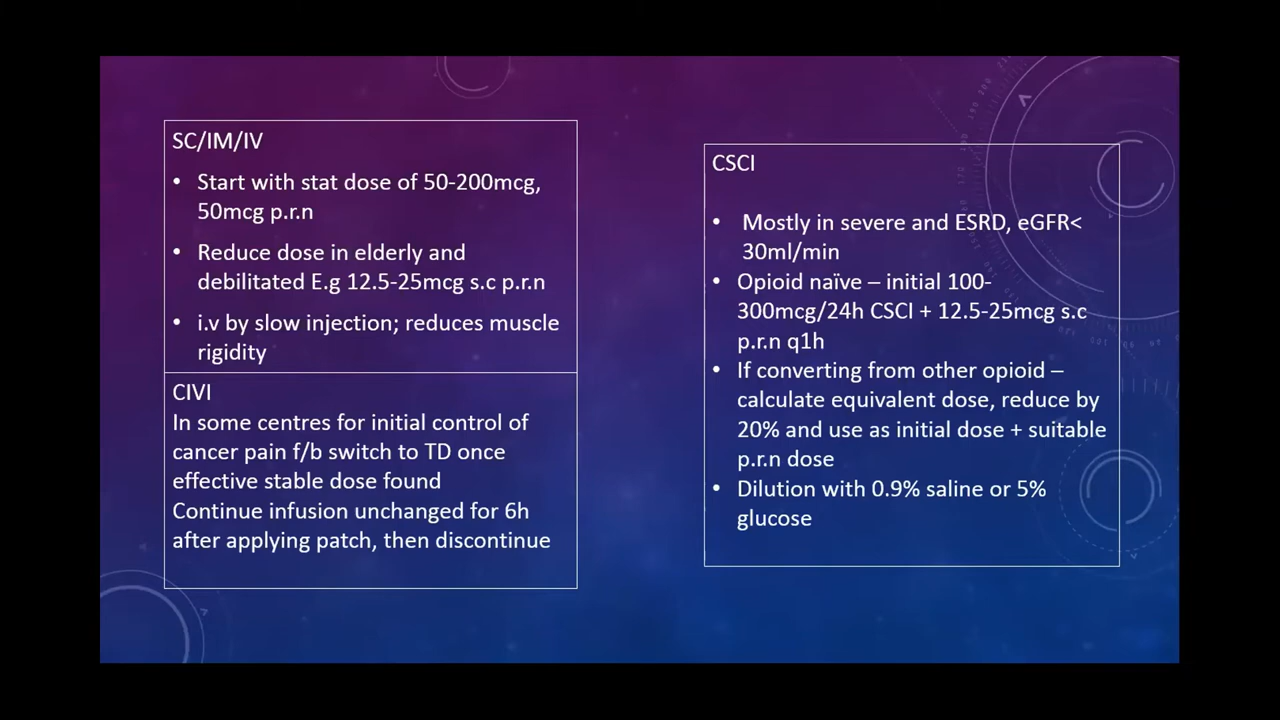 SC/IM/IV
• Start with stat dose of 50-200mcg,
50mcg p.r.n
• Reduce dose in elderly and
debilitated E.g 12.5-25mcg s.c p.r.n
• i.v by slow injection; reduces muscle
rigidity
CIVI
In some centres for initial control of
cancer pain f/b switch to TD once
effective stable dose found
Continue infusion unchanged for 6h
after applying patch, then discontinue
CSCI
• Mostly in severe and ESRD, eGFR<
30ml/min
• Opioid naïve – initial 100-
300mcg/24h CSCI + 12.5-25mcg s.c
p.r.n q1h
• If converting from other opioid –
calculate equivalent dose, reduce by
20% and use as initial dose + suitable
p.r.n dose
• Dilution with 0.9% saline or 5%
glucose